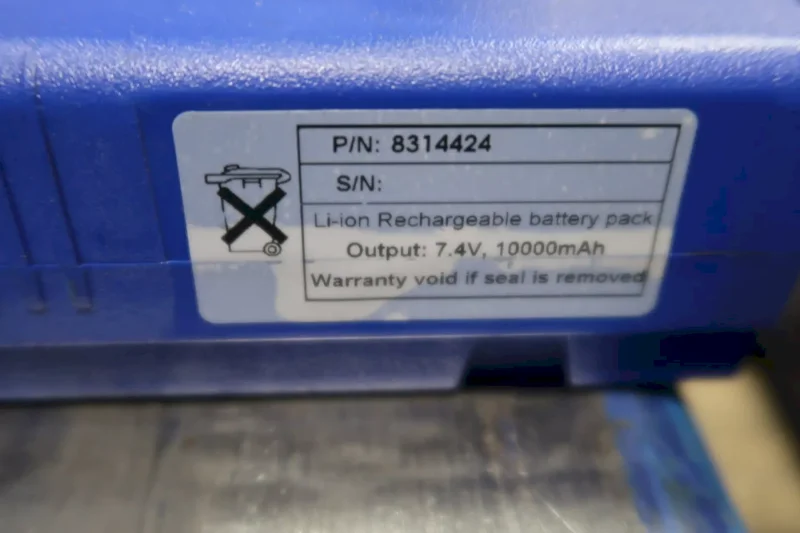 P/N: 8314424
S/N:
Li-ion Rechargeable battery pack
Output: 7.4V, 10000mAh
Warranty void if seal is removed